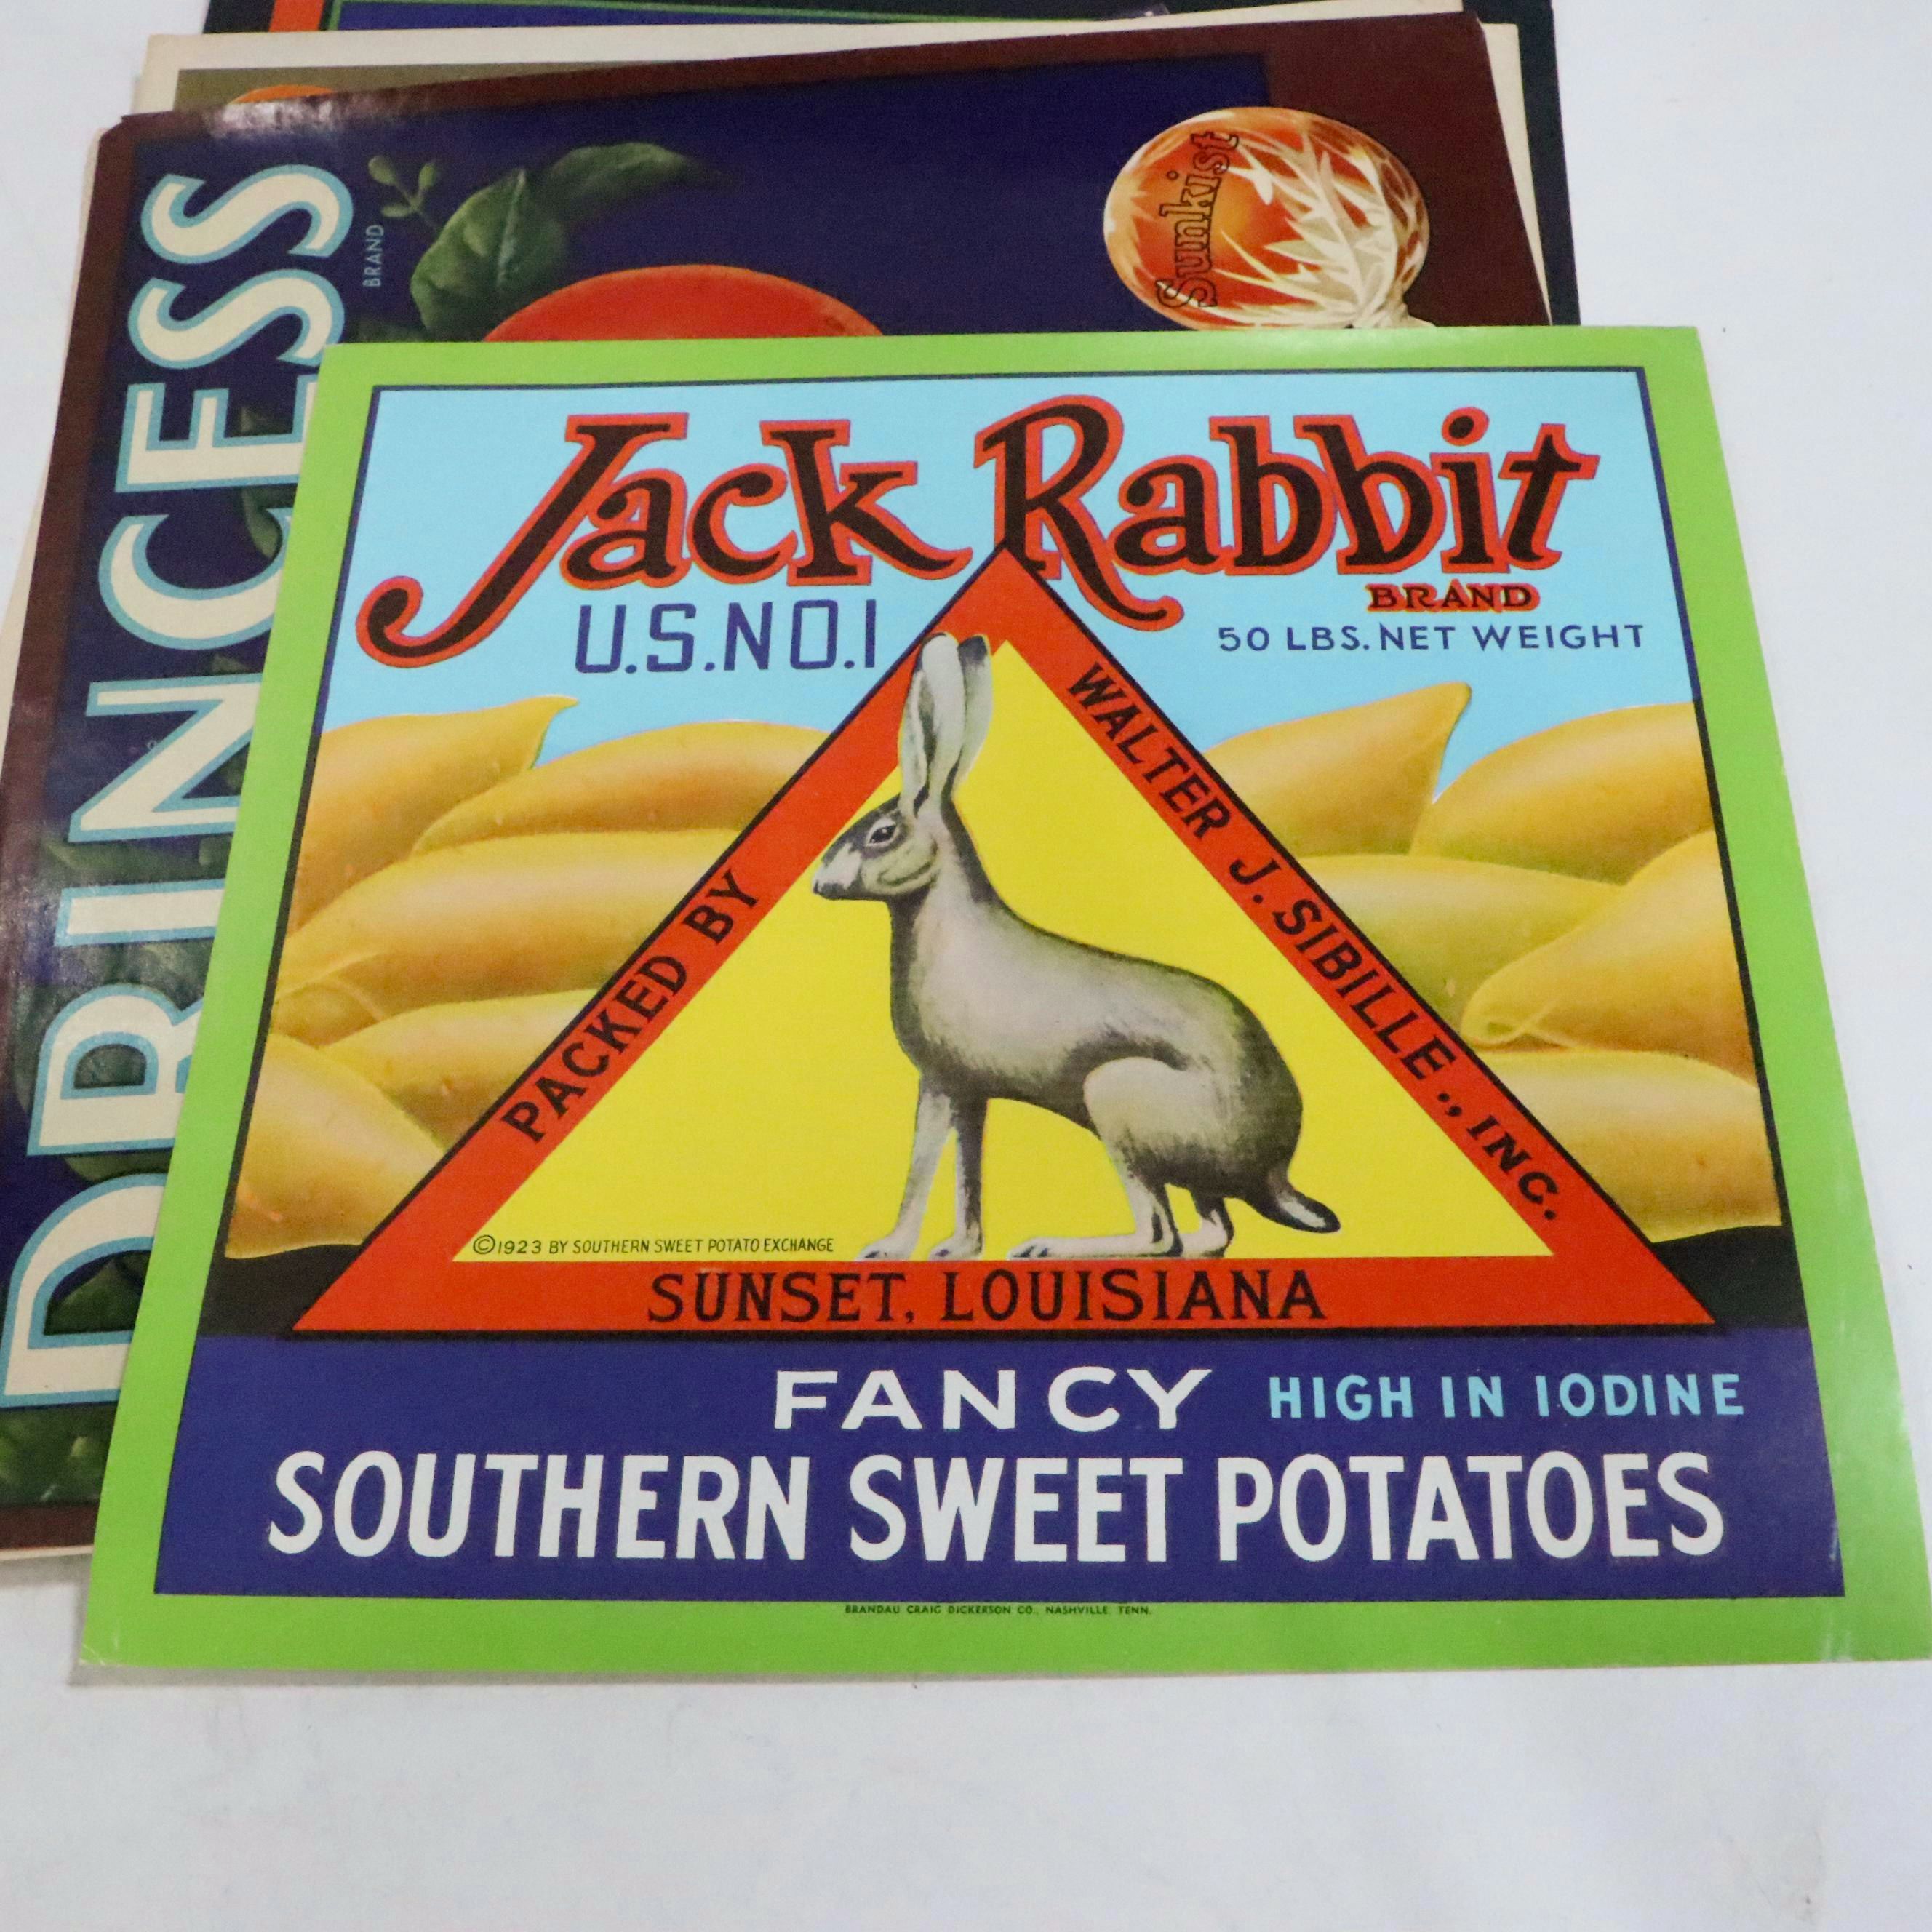 PRINCESS
BRAND
Sunkist
Jack Rabbit
BRAND
U.S. NO. 1
50 LBS. NET WEIGHT
PACKED BY
WALTER J. SIBILLE., INC.
©1923 BY SOUTHERN SWEET POTATO EXCHANGE
SUNSET, LOUISIANA
FANCY HIGH IN IODINE
SOUTHERN SWEET POTATOES
BRANDAU CRAIG DICKERSON CO., NASHVILLE, TENN.